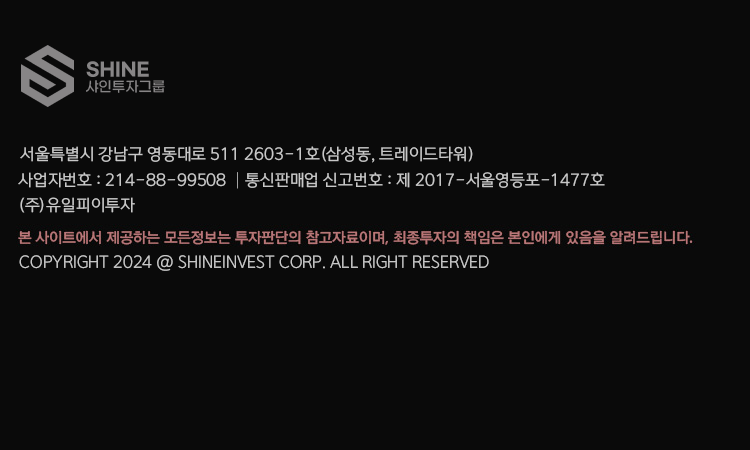 SHINE
샤인투자그룹
서울특별시 강남구 영동대로 511 2603-1호(삼성동, 트레이드타워)
사업자번호 : 214-88-99508 | 통신판매업 신고번호 : 제 2017-서울영등포-1477호
(주)유일피이투자
본 사이트에서 제공하는 모든정보는 투자판단의 참고자료이며, 최종투자의 책임은 본인에게 있음을 알려드립니다.
COPYRIGHT 2024 @ SHINEINVEST CORP. ALL RIGHT RESERVED